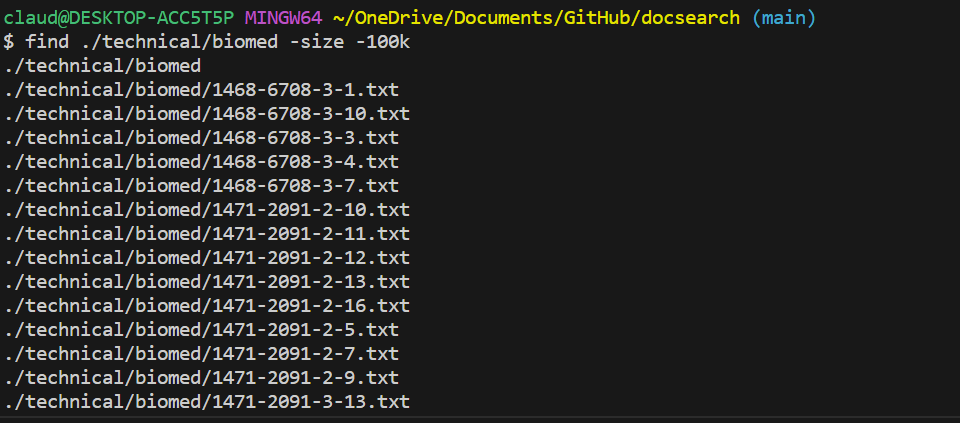 claud@DESKTOP-ACC5T5P MINGW64 ~/OneDrive/Documents/GitHub/docsearch (main)
$ find ./technical/biomed -size -100k
./technical/biomed
./technical/biomed/1468-6708-3-1.txt
./technical/biomed/1468-6708-3-10.txt
./technical/biomed/1468-6708-3-3.txt
./technical/biomed/1468-6708-3-4.txt
./technical/biomed/1468-6708-3-7.txt
./technical/biomed/1471-2091-2-10.txt
./technical/biomed/1471-2091-2-11.txt
./technical/biomed/1471-2091-2-12.txt
./technical/biomed/1471-2091-2-13.txt
./technical/biomed/1471-2091-2-16.txt
./technical/biomed/1471-2091-2-5.txt
./technical/biomed/1471-2091-2-7.txt
./technical/biomed/1471-2091-2-9.txt
./technical/biomed/1471-2091-3-13.txt